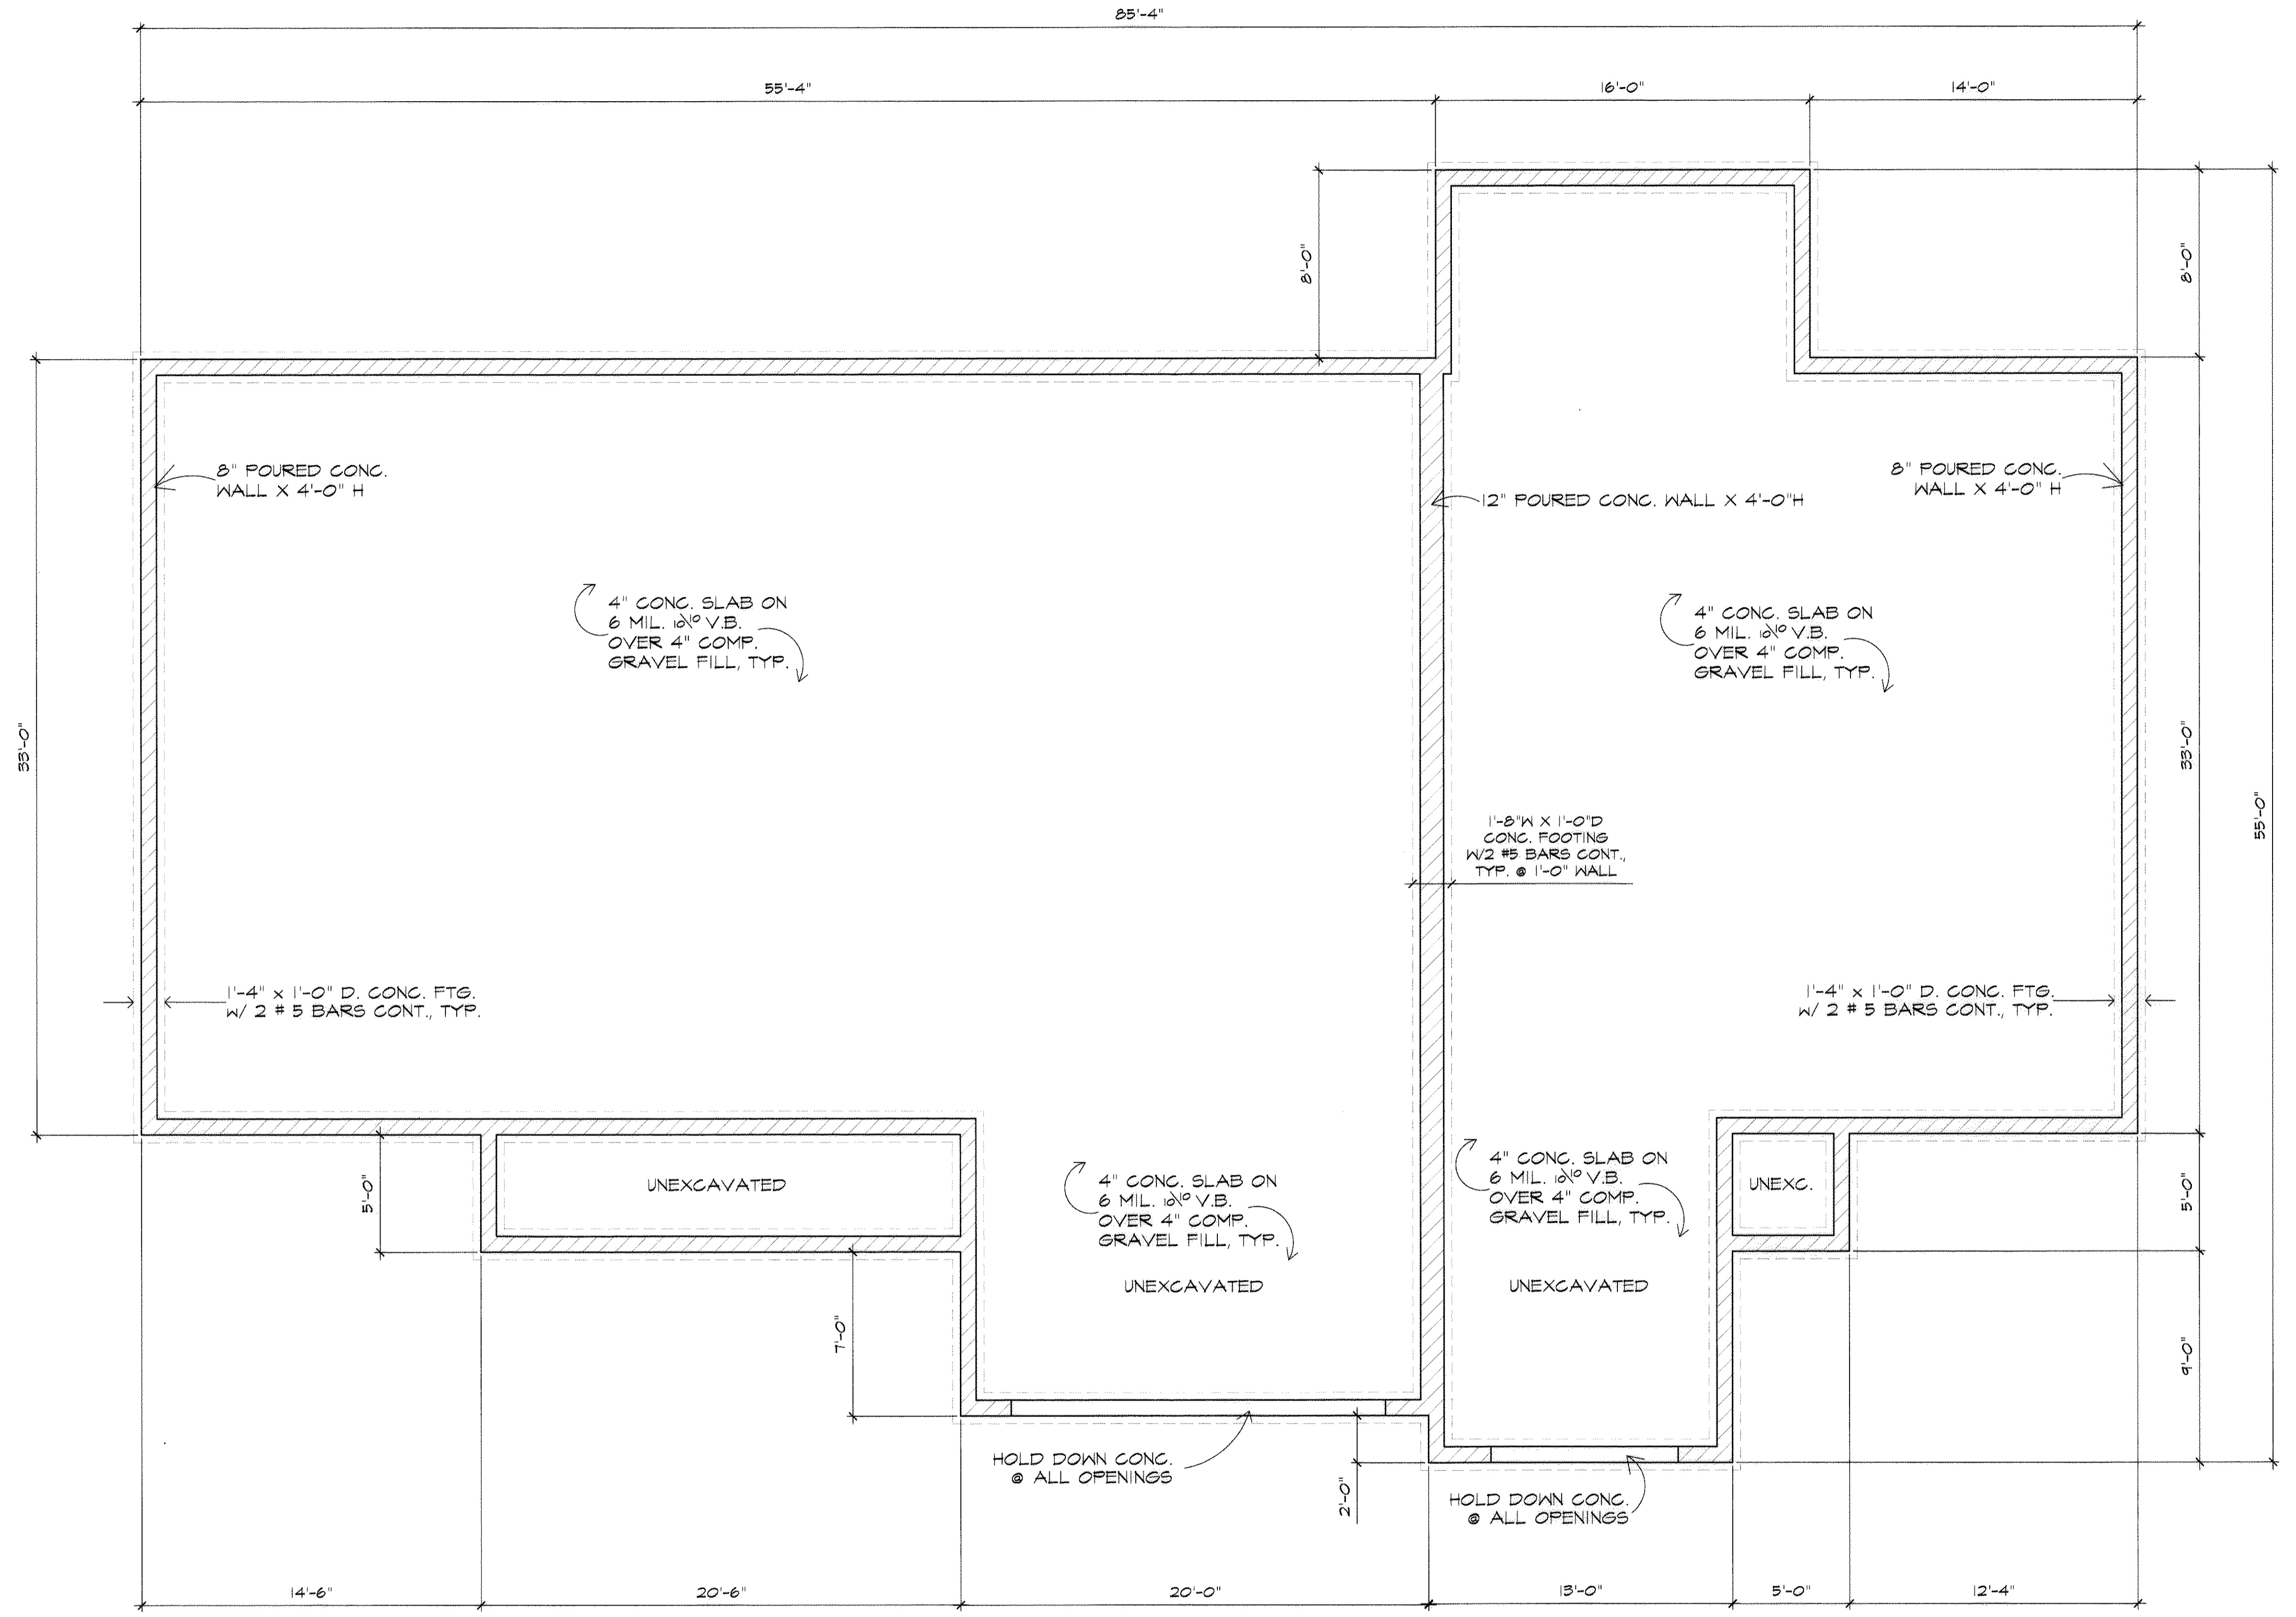 85'-4"
55'-4"
16'-0"
14'-0"
8'-0"
8'-0"
8" POURED CONC.
WALL X 4'-0" H
12" POURED CONC. WALL X 4'-0"H
8" POURED CONC.
WALL X 4'-0" H
4" CONC. SLAB ON
6 MIL. V.B.
OVER 4" COMP.
GRAVEL FILL, TYP.
4" CONC. SLAB ON
6 MIL. V.B.
OVER 4" COMP.
GRAVEL FILL, TYP.
33'-0"
33'-0"
55'-0"
1'-8"W X 1'-0"D
CONC. FOOTING
W/2 #5 BARS CONT.,
TYP. @ 1'-0" WALL
1'-4" x 1'-0" D. CONC. FTG.
W/ 2 # 5 BARS CONT., TYP.
1'-4" x 1'-0" D. CONC. FTG.
W/ 2 # 5 BARS CONT., TYP.
5'-0"
UNEXCAVATED
4" CONC. SLAB ON
6 MIL. V.B.
OVER 4" COMP.
GRAVEL FILL, TYP.
UNEXCAVATED
4" CONC. SLAB ON
6 MIL. V.B.
OVER 4" COMP.
GRAVEL FILL, TYP.
UNEXCAVATED
UNEXC.
5'-0"
7'-0"
9'-0"
HOLD DOWN CONC.
@ ALL OPENINGS
2'-0"
HOLD DOWN CONC.
@ ALL OPENINGS
14'-6"
20'-6"
20'-0"
13'-0"
5'-0"
12'-4"